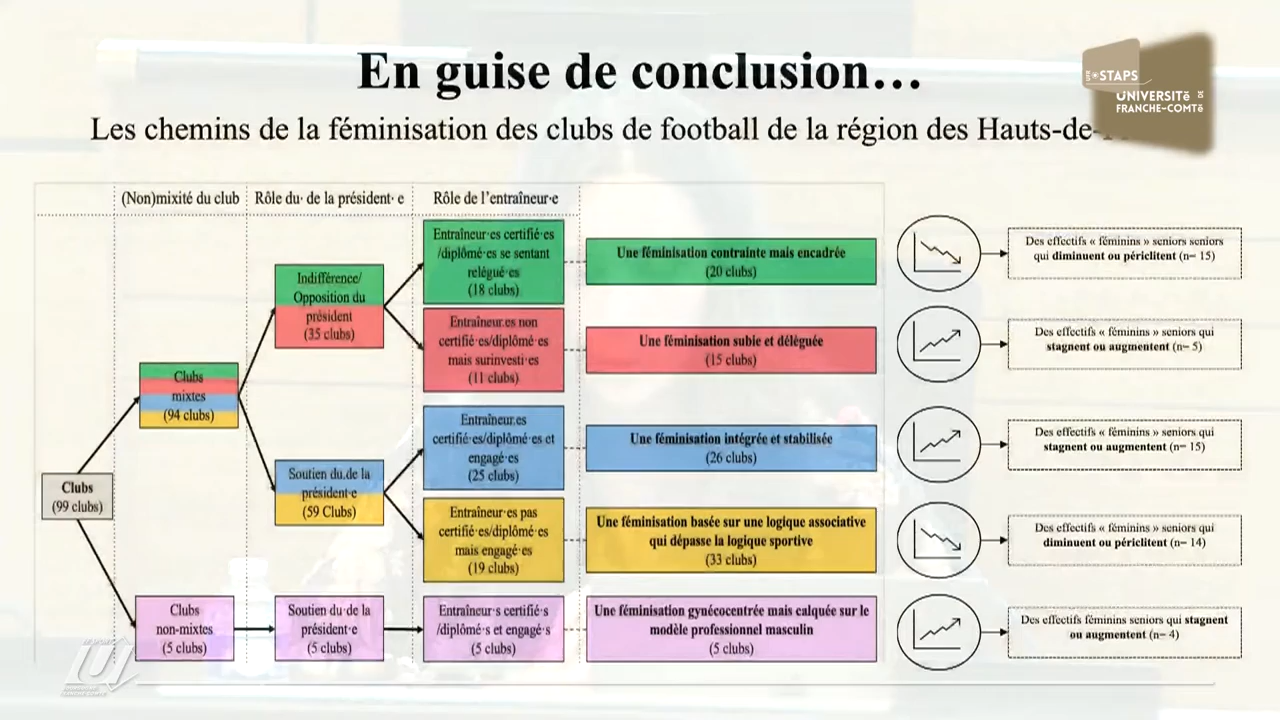 En guise de conclusion…
Les chemins de la féminisation des clubs de football de la région des Hauts-de-
UFR STAPS
UNIVERSITĒ DE
FRANCHE-COMTĒ
(Non)mixité du club
Rôle du· de la président· e
Rôle de l'entraîneur·e
Clubs
(99 clubs)
Clubs
mixtes
(94 clubs)
Indifférence/
Opposition du
président
(35 clubs)
Entraîneur·es certifié·es
/diplômé·es se sentant
relégué·es
(18 clubs)
Une féminisation contrainte mais encadrée
(20 clubs)
Des effectifs « féminins » seniors seniors
qui diminuent ou périclitent (n= 15)
Entraîneur.es non
certifié·es/diplômé·es
mais surinvesti·es
(11 clubs)
Une féminisation subie et déléguée
(15 clubs)
Des effectifs « féminins » seniors qui
stagnent ou augmentent (n= 5)
Soutien du.de la
président·e
(59 Clubs)
Entraîneur.es
certifié·es/diplômé·es et
engagé·es
(25 clubs)
Une féminisation intégrée et stabilisée
(26 clubs)
Des effectifs « féminins » seniors qui
stagnent ou augmentent (n= 15)
Entraîneur·es pas
certifié·es/diplômé·es
mais engagé·es
(19 clubs)
Une féminisation basée sur une logique associative
qui dépasse la logique sportive
(33 clubs)
Des effectifs « féminins » seniors qui
diminuent ou périclitent (n= 14)
Clubs
non-mixtes
(5 clubs)
Soutien du·de la
président·e
(5 clubs)
Entraîneur·s certifié·s
/diplômé·s et engagé·s
(5 clubs)
Une féminisation gynécocentrée mais calquée sur le
modèle professionnel masculin
(5 clubs)
Des effectifs féminins seniors qui stagnent
ou augmentent (n= 4)